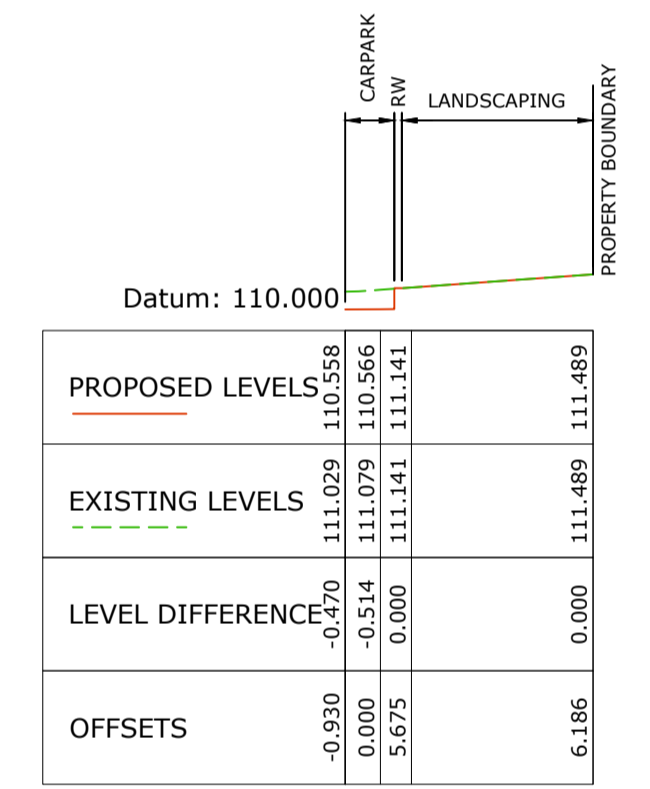 CARPARK
RW
LANDSCAPING
PROPERTY BOUNDARY
Datum: 110.000
PROPOSED LEVELS 110.558 110.566 111.141 111.489
EXISTING LEVELS 111.029 111.079 111.141 111.489
LEVEL DIFFERENCE -0.470 -0.514 0.000 0.000
OFFSETS -0.930 0.000 5.675 6.186